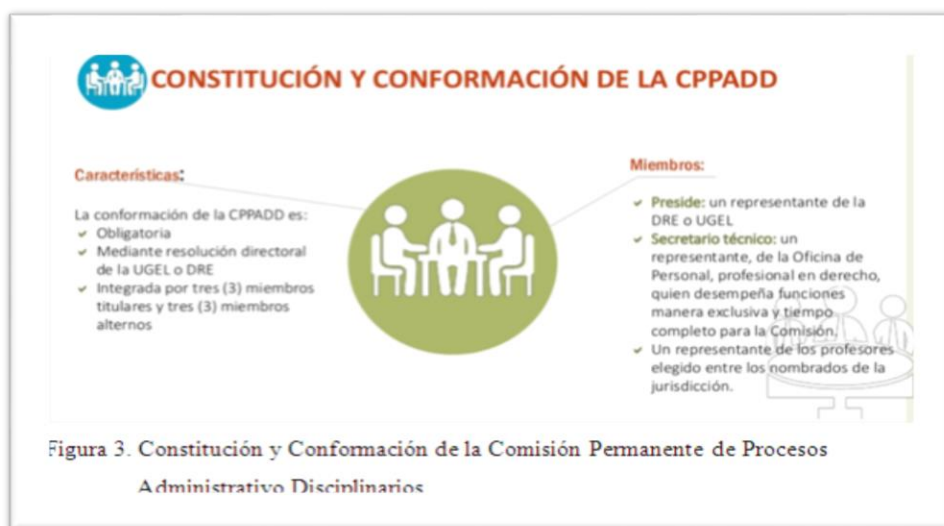 CONSTITUCIÓN Y CONFORMACIÓN DE LA CPPADD
Características:
La conformación de la CPPADD es:
Obligatoria
Mediante resolución directoral
de la UGEL o DRE
Integrada por tres (3) miembros
titulares y tres (3) miembros
alternos
Miembros:
Preside: un representante de la
DRE o UGEL
Secretario técnico: un
representante, de la Oficina de
Personal, profesional en derecho,
quien desempeña funciones
manera exclusiva y tiempo
completo para la Comisión.
Un representante de los profesores
elegido entre los nombrados de la
jurisdicción.
Figura 3. Constitución y Conformación de la Comisión Permanente de Procesos
Administrativo Disciplinarios